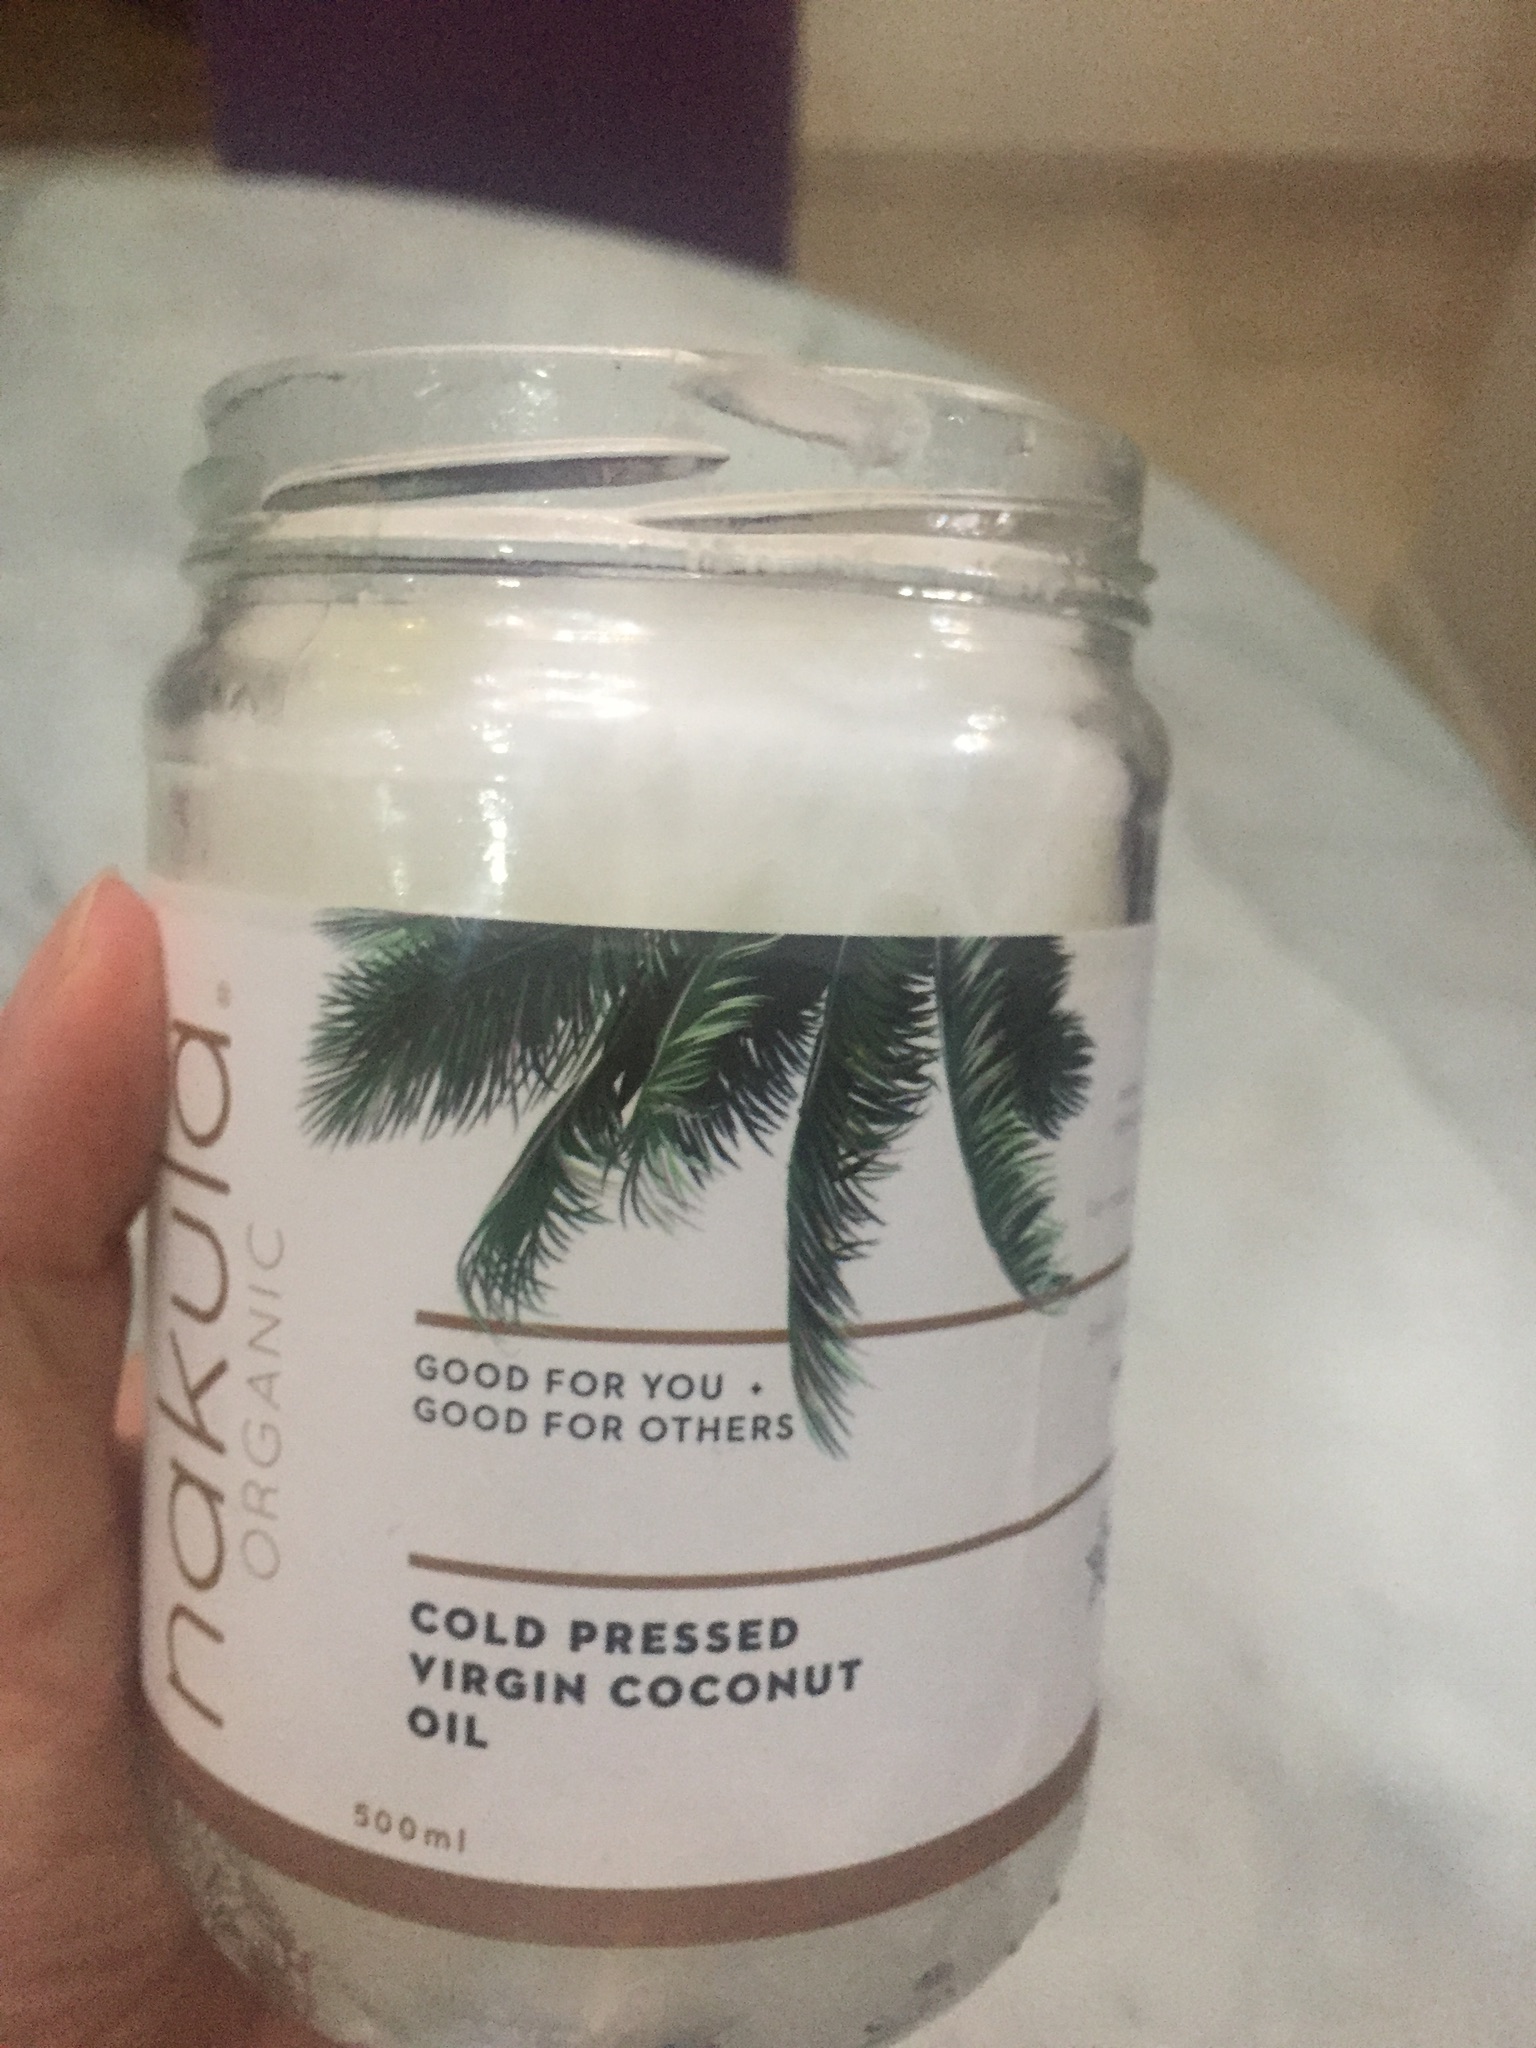 nakula®
ORGANIC
GOOD FOR YOU •
GOOD FOR OTHERS
COLD PRESSED
VIRGIN COCONUT
OIL
500ml